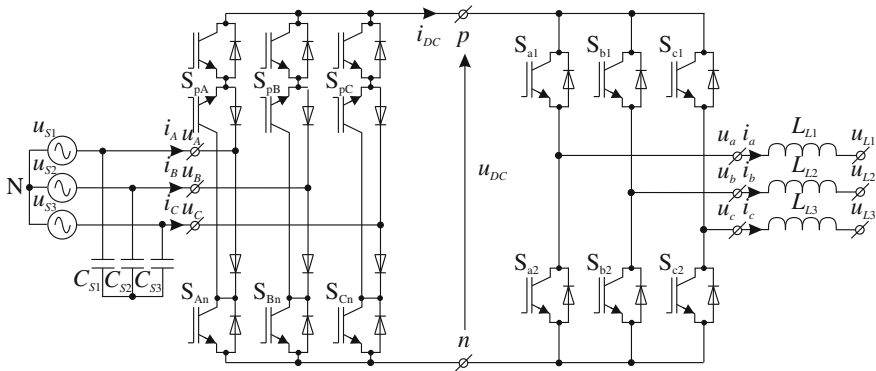 i_DC p
S_a1 S_b1 S_c1
S_pA S_pB S_pC
u_S1 i_A u_A
u_a i_a L_L1 u_L1
u_S2 i_B u_B
N
u_DC
u_b i_b L_L2 u_L2
u_S3 i_C u_C
u_c i_c L_L3 u_L3
C_S1 C_S2 C_S3
S_An S_Bn S_Cn
S_a2 S_b2 S_c2
n